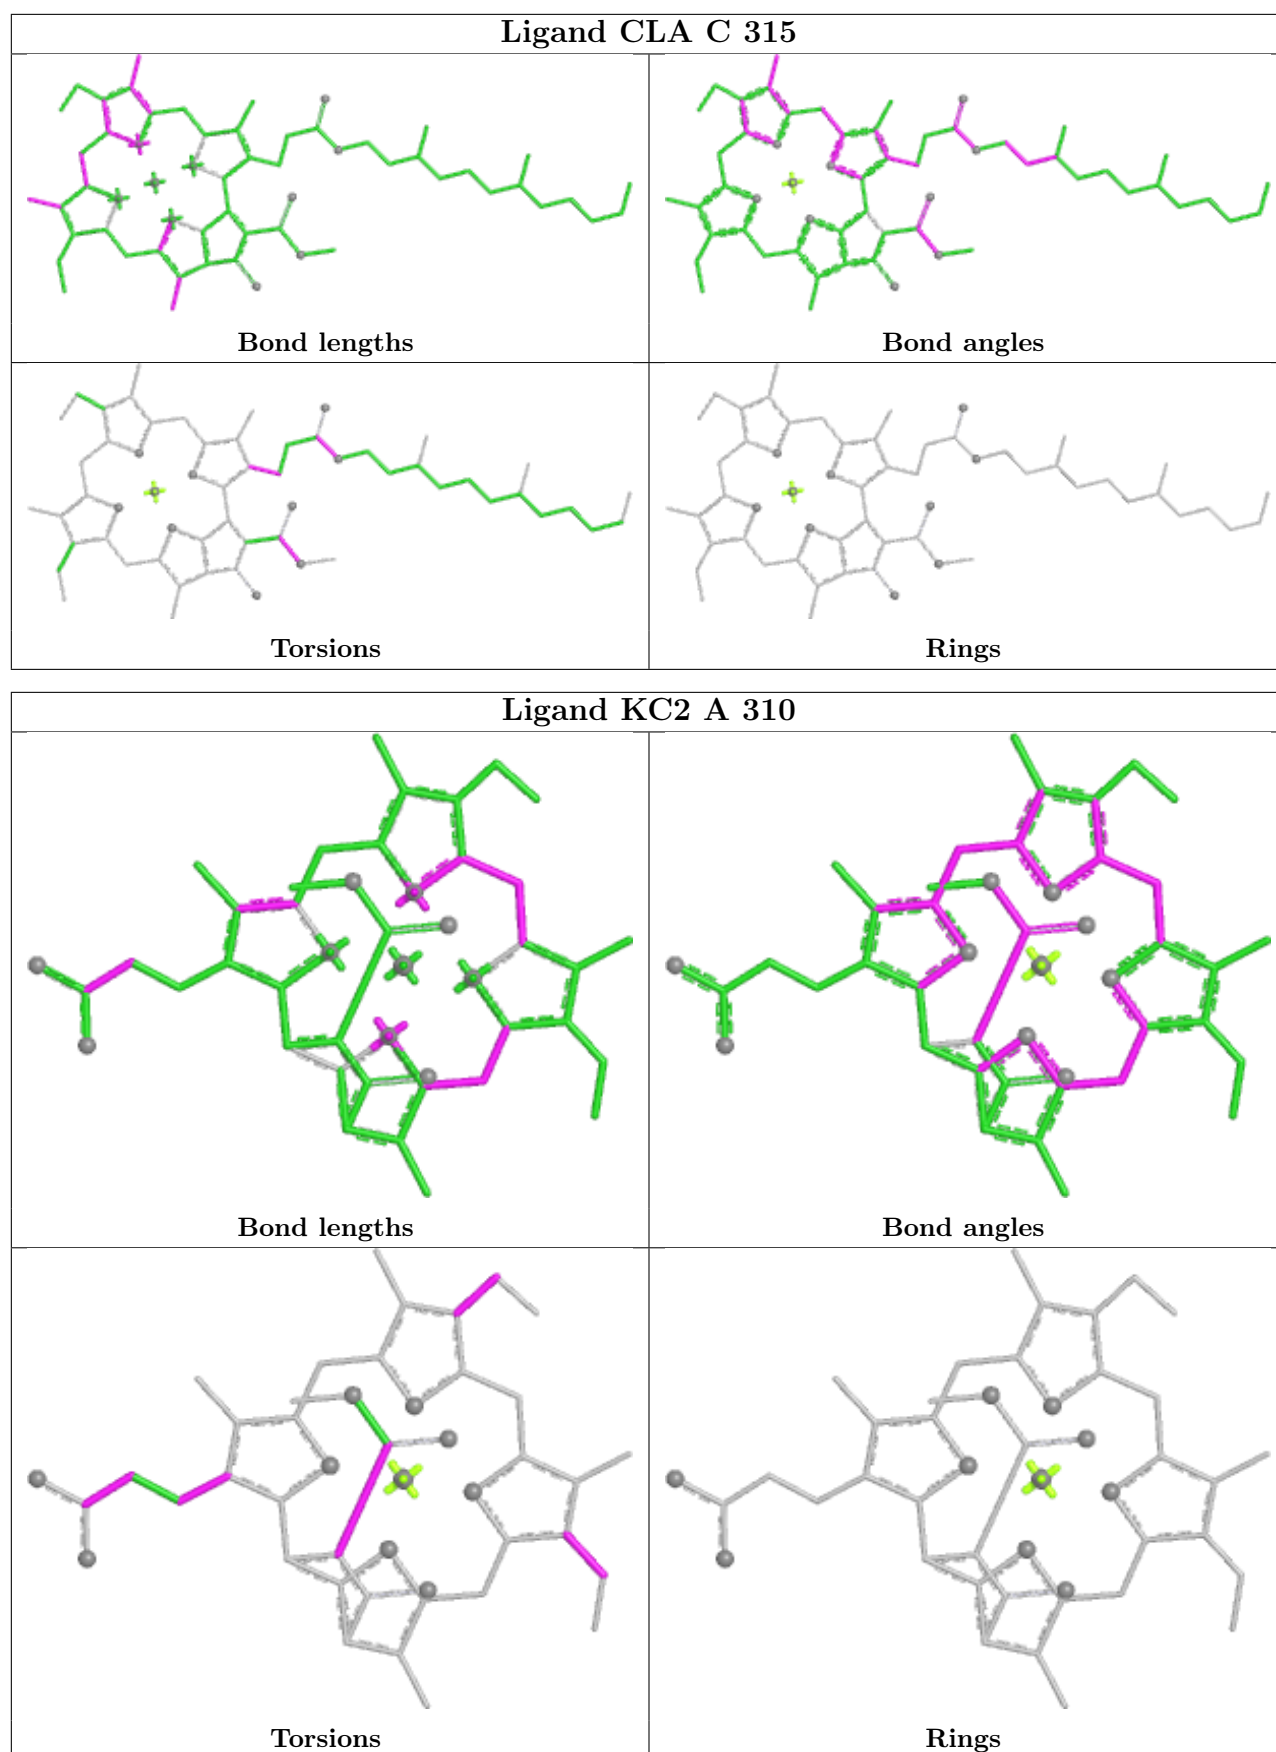 Ligand CLA C 315
Bond lengths
Bond angles
Torsions
Rings
Ligand KC2 A 310
Bond lengths
Bond angles
Torsions
Rings